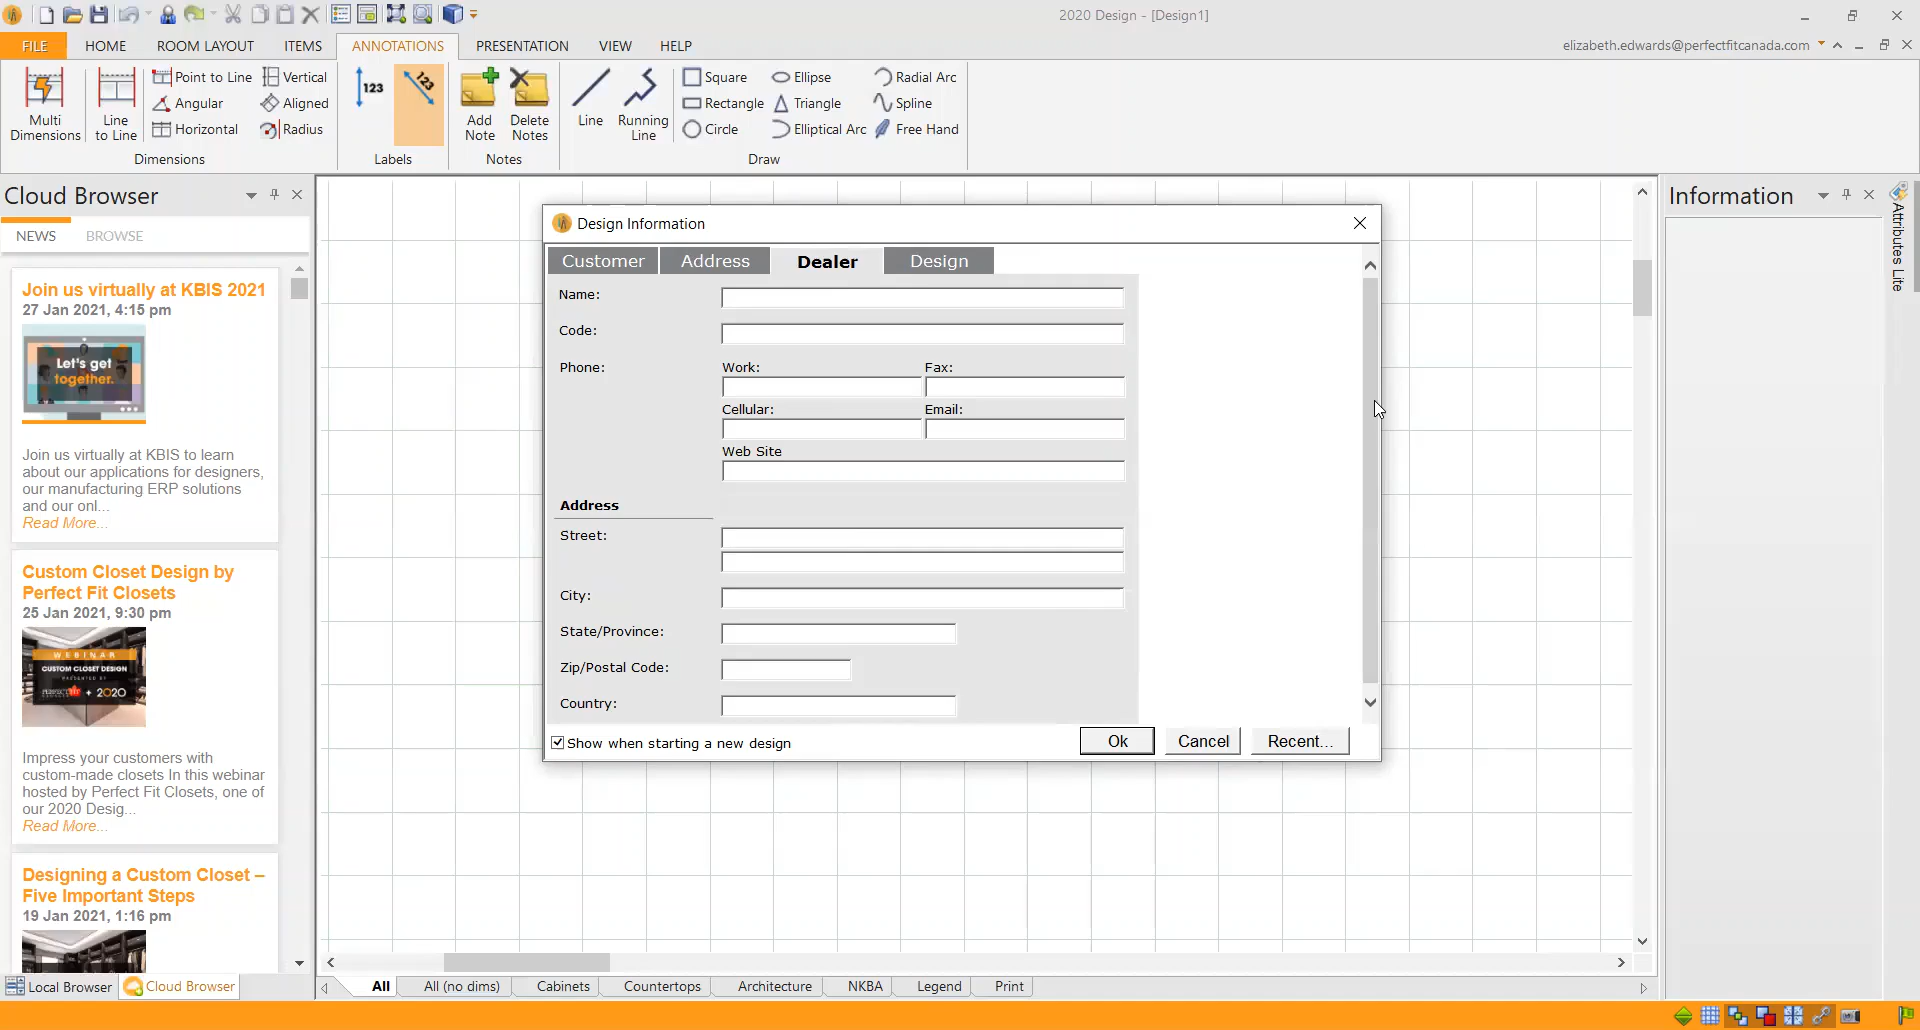 2020 Design - [Design1]
FILE HOME ROOM LAYOUT ITEMS ANNOTATIONS PRESENTATION VIEW HELP
elizabeth.edwards@perfectfitcanada.com
Multi Dimensions
Line to Line
Point to Line
Angular
Horizontal
Vertical
Aligned
Radius
Dimensions
123
123
Labels
Add Note
Delete Notes
Notes
Line
Running Line
Square
Rectangle
Circle
Ellipse
Triangle
Elliptical Arc
Radial Arc
Spline
Free Hand
Draw
Cloud Browser
NEWS BROWSE
Join us virtually at KBIS 2021
27 Jan 2021, 4:15 pm
Let's get
together.
Join us virtually at KBIS to learn
about our applications for designers,
our manufacturing ERP solutions
and our onl...
Read More...
Custom Closet Design by
Perfect Fit Closets
25 Jan 2021, 9:30 pm
WEBINAR
CUSTOM CLOSET DESIGN
+ 2020
Impress your customers with
custom-made closets In this webinar
hosted by Perfect Fit Closets, one of
our 2020 Desig...
Read More...
Designing a Custom Closet –
Five Important Steps
19 Jan 2021, 1:16 pm
Local Browser Cloud Browser
Design Information
Customer Address Dealer Design
Name:
Code:
Phone:
Work: Fax:
Cellular: Email:
Web Site
Address
Street:
City:
State/Province:
Zip/Postal Code:
Country:
Show when starting a new design
Ok Cancel Recent...
Information
Attributes Lite
All All (no dims) Cabinets Countertops Architecture NKBA Legend Print